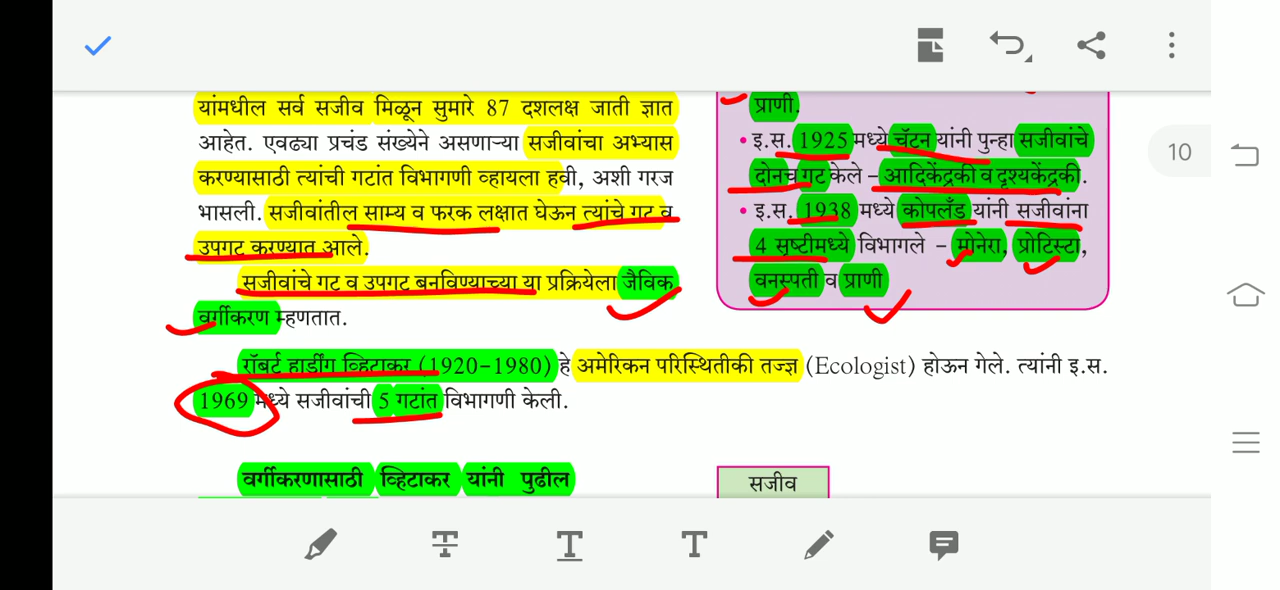 यांमधील सर्व सजीव मिळून सुमारे 87 दशलक्ष जाती ज्ञात
आहेत. एवढ्या प्रचंड संख्येने असणाऱ्या सजीवांचा अभ्यास
करण्यासाठी त्यांची गटांत विभागणी व्हायला हवी, अशी गरज
भासली. सजीवांतील साम्य व फरक लक्षात घेऊन त्यांचे गट व
उपगट करण्यात आले.
सजीवांचे गट व उपगट बनविण्याच्या या प्रक्रियेला जैविक
वर्गीकरण म्हणतात.
प्राणी.
• इ.स. 1925 मध्ये चॅटन यांनी पुन्हा सजीवांचे
दोनच गट केले – आदिकेंद्रकी व दृश्यकेंद्रकी.
• इ.स. 1938 मध्ये कोपलँड यांनी सजीवांना
4 सृष्टीमध्ये विभागले – मोनेरा, प्रोटिस्टा,
वनस्पती व प्राणी
10
रॉबर्ट हार्डींग व्हिटाकर (1920-1980) हे अमेरिकन परिस्थितीकी तज्ज्ञ (Ecologist) होऊन गेले. त्यांनी इ.स.
1969 मध्ये सजीवांची 5 गटांत विभागणी केली.
वर्गीकरणासाठी व्हिटाकर यांनी पुढील
सजीव